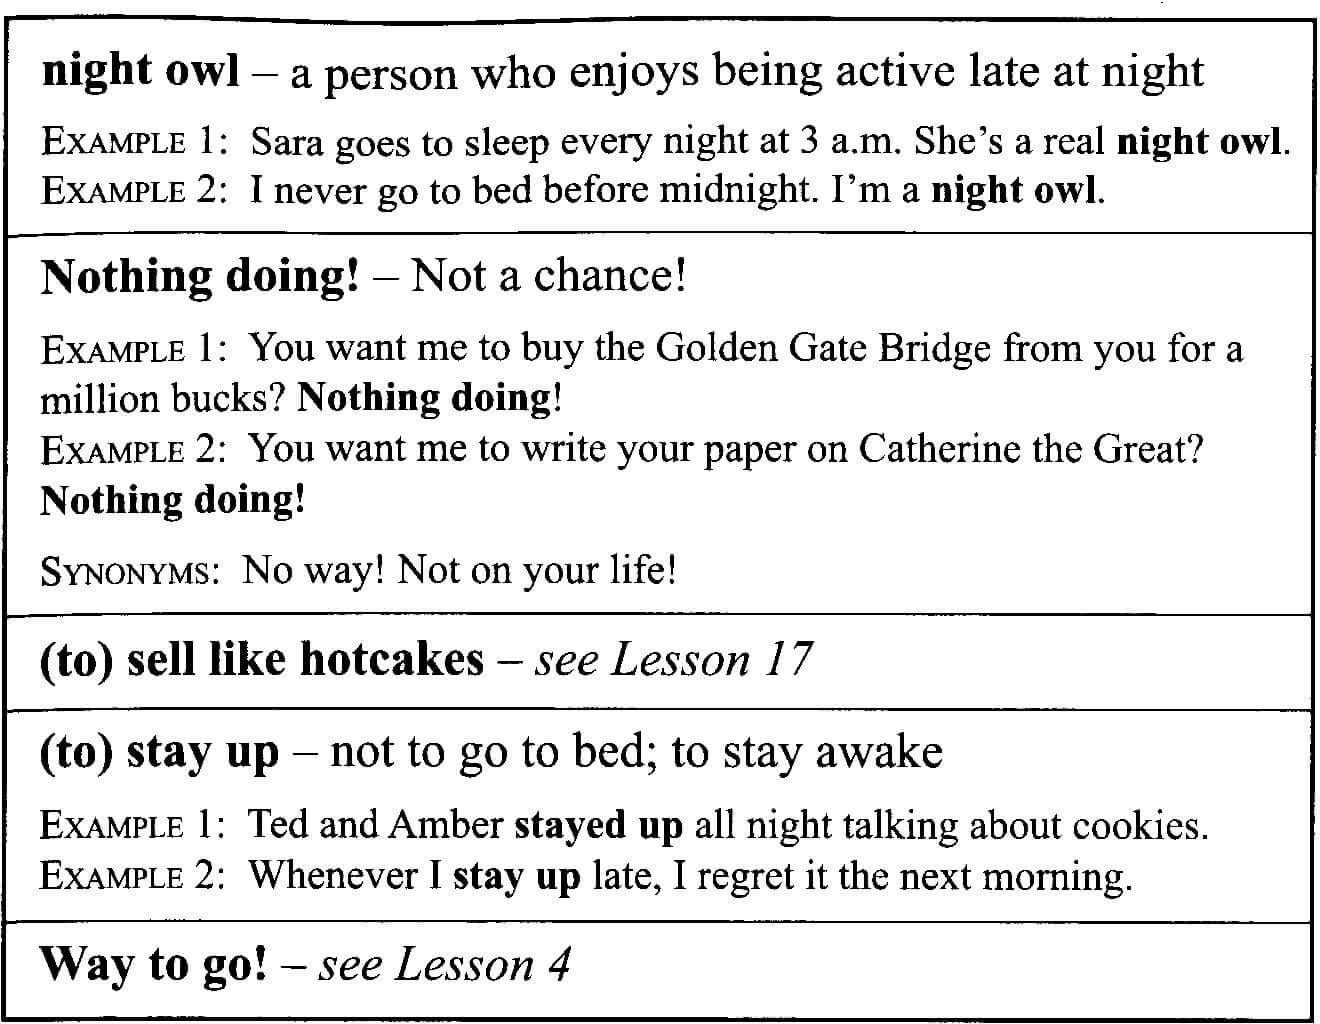 night owl – a person who enjoys being active late at night
EXAMPLE 1: Sara goes to sleep every night at 3 a.m. She's a real night owl.
EXAMPLE 2: I never go to bed before midnight. I'm a night owl.
Nothing doing! – Not a chance!
EXAMPLE 1: You want me to buy the Golden Gate Bridge from you for a
million bucks? Nothing doing!
EXAMPLE 2: You want me to write your paper on Catherine the Great?
Nothing doing!
SYNONYMS: No way! Not on your life!
(to) sell like hotcakes – see Lesson 17
(to) stay up – not to go to bed; to stay awake
EXAMPLE 1: Ted and Amber stayed up all night talking about cookies.
EXAMPLE 2: Whenever I stay up late, I regret it the next morning.
Way to go! – see Lesson 4